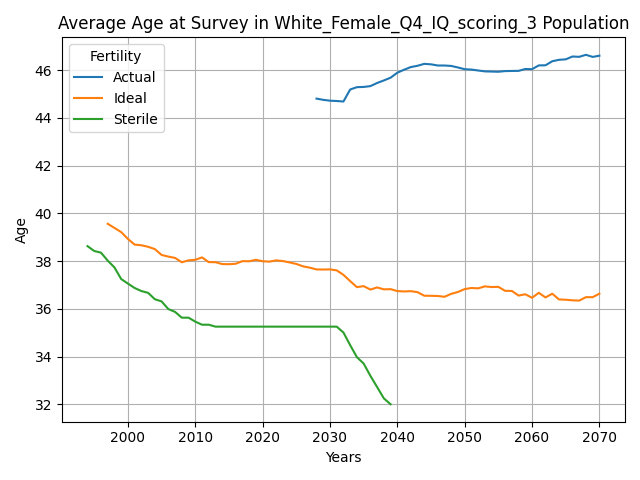 Average Age at Survey in White_Female_Q4_IQ_scoring_3 Population
Fertility
Actual
Ideal
Sterile
46
44
42
40
38
36
34
32
Age
2000 2010 2020 2030 2040 2050 2060 2070
Years